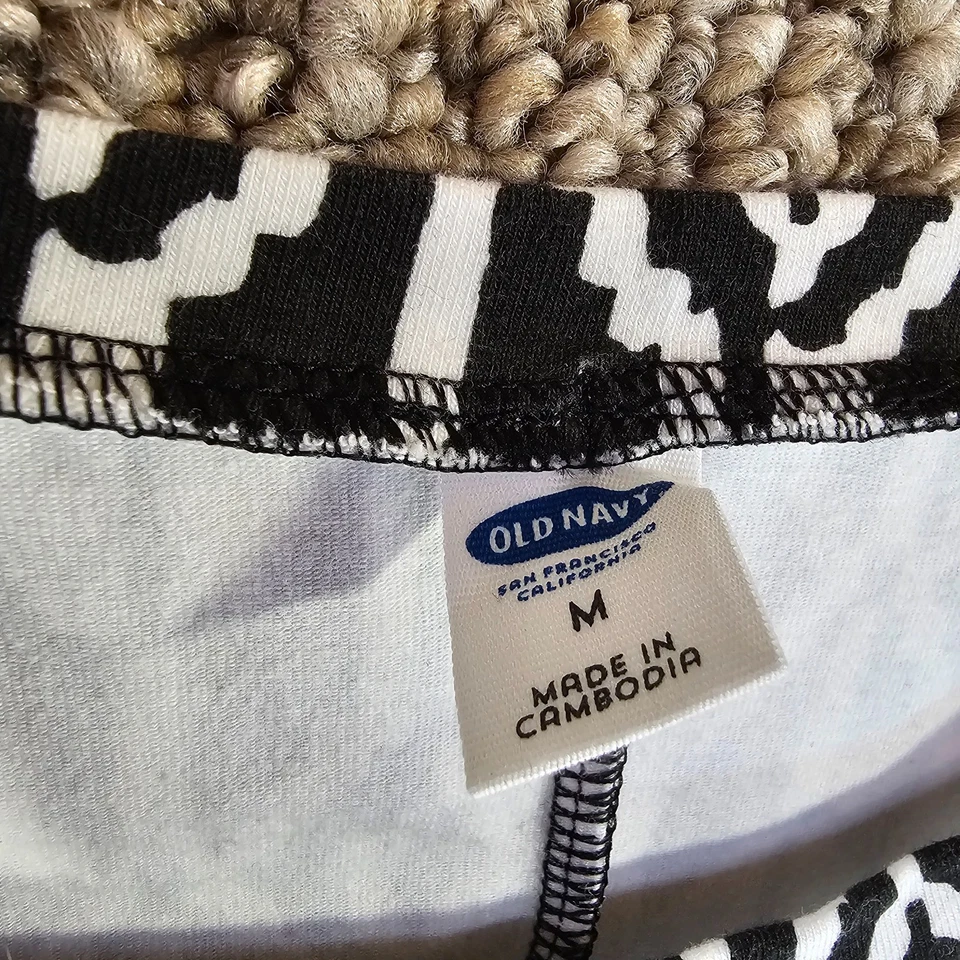 OLD NAVY
SAN FRANCISCO
CALIFORNIA
M
MADE IN
CAMBODIA